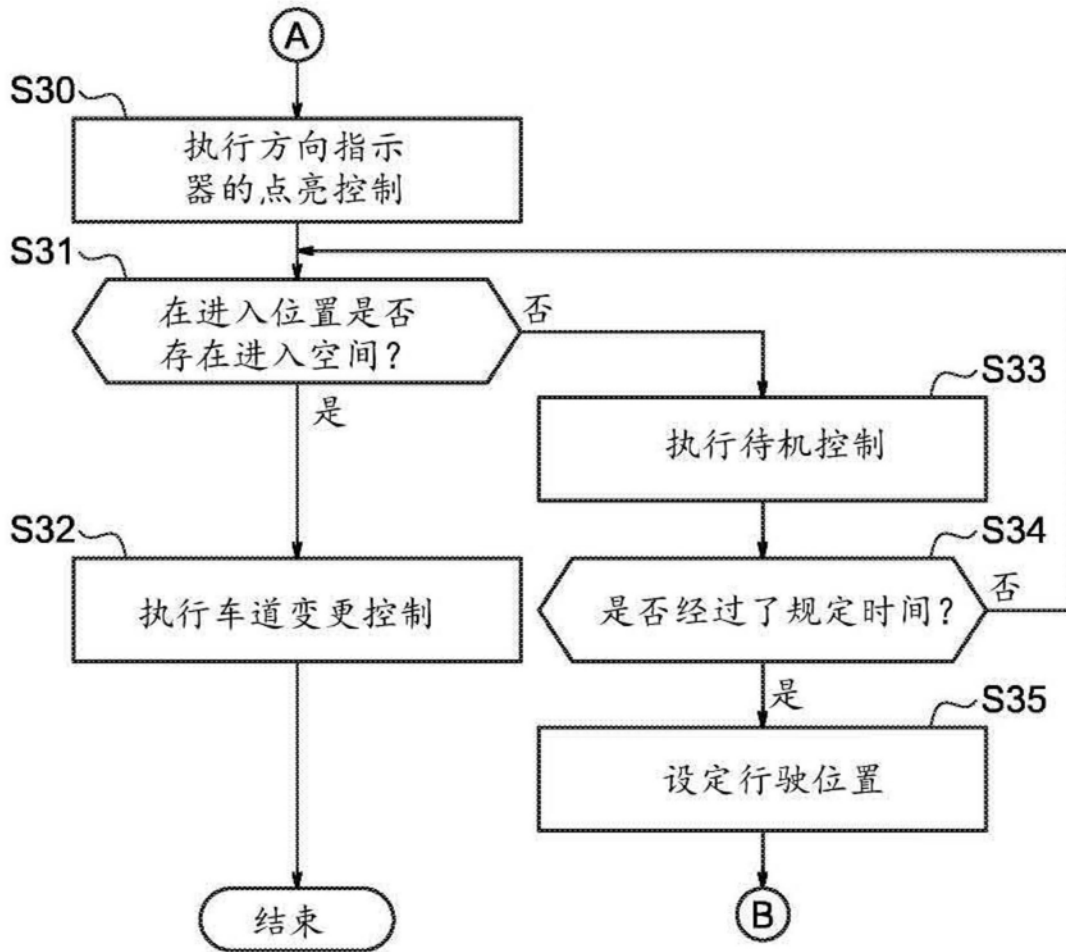 A
S30
执行方向指示
器的点亮控制
S31
在进入位置是否
存在进入空间?
否
是
S33
执行待机控制
S32
执行车道变更控制
S34
是否经过了规定时间?
否
是
S35
设定行驶位置
结束
B